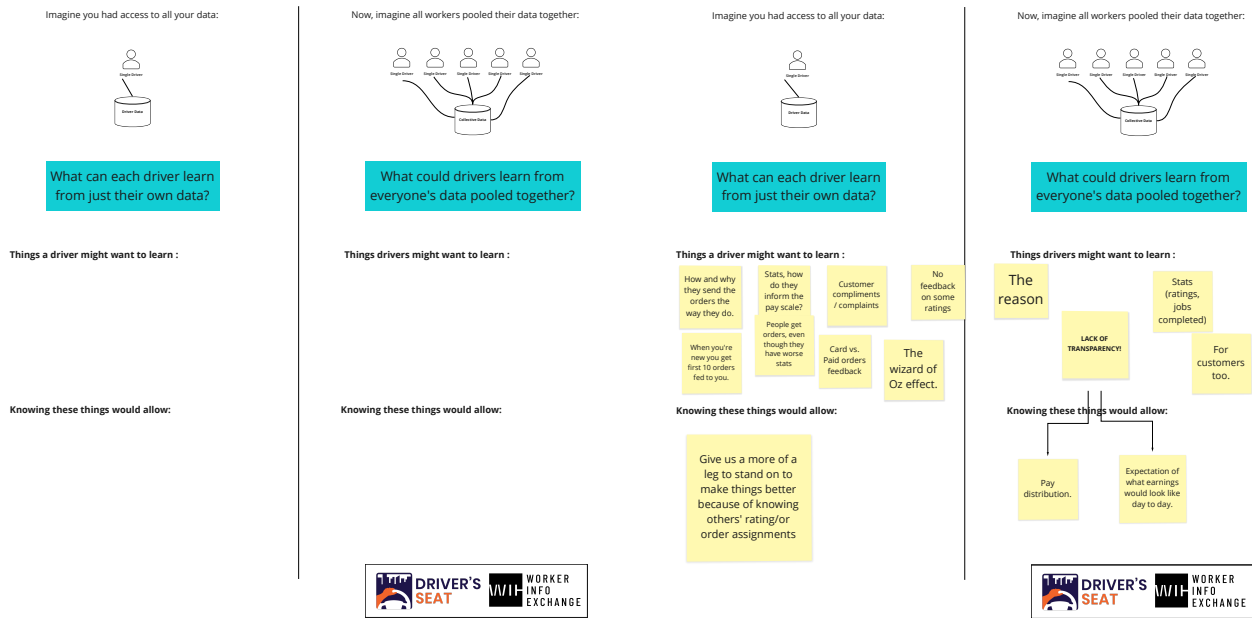 Imagine you had access to all your data:
Single Driver
Driver Data
What can each driver learn
from just their own data?
Things a driver might want to learn :
Knowing these things would allow:
Now, imagine all workers pooled their data together:
Single Driver
Single Driver
Single Driver
Single Driver
Single Driver
Collective Data
What could drivers learn from
everyone's data pooled together?
Things drivers might want to learn :
Knowing these things would allow:
DRIVER'S
SEAT
WIE
WORKER
INFO
EXCHANGE
Imagine you had access to all your data:
Single Driver
Driver Data
What can each driver learn
from just their own data?
Things a driver might want to learn :
How and why
they send the
orders the
way they do.
Stats, how
do they
inform the
pay scale?
Customer
compliments
/ complaints
No
feedback
on some
ratings
When you're
new you get
first 10 orders
fed to you.
People get
orders, even
though they
have worse
stats
Card vs.
Paid orders
feedback
The
wizard of
Oz effect.
Knowing these things would allow:
Give us a more of a
leg to stand on to
make things better
because of knowing
others' rating/or
order assignments
Now, imagine all workers pooled their data together:
Single Driver
Single Driver
Single Driver
Single Driver
Single Driver
Collective Data
What could drivers learn from
everyone's data pooled together?
Things drivers might want to learn :
The
reason
LACK OF
TRANSPARENCY!
Stats
(ratings,
jobs
completed)
For
customers
too.
Knowing these things would allow:
Pay
distribution.
Expectation of
what earnings
would look like
day to day.
DRIVER'S
SEAT
WIE
WORKER
INFO
EXCHANGE